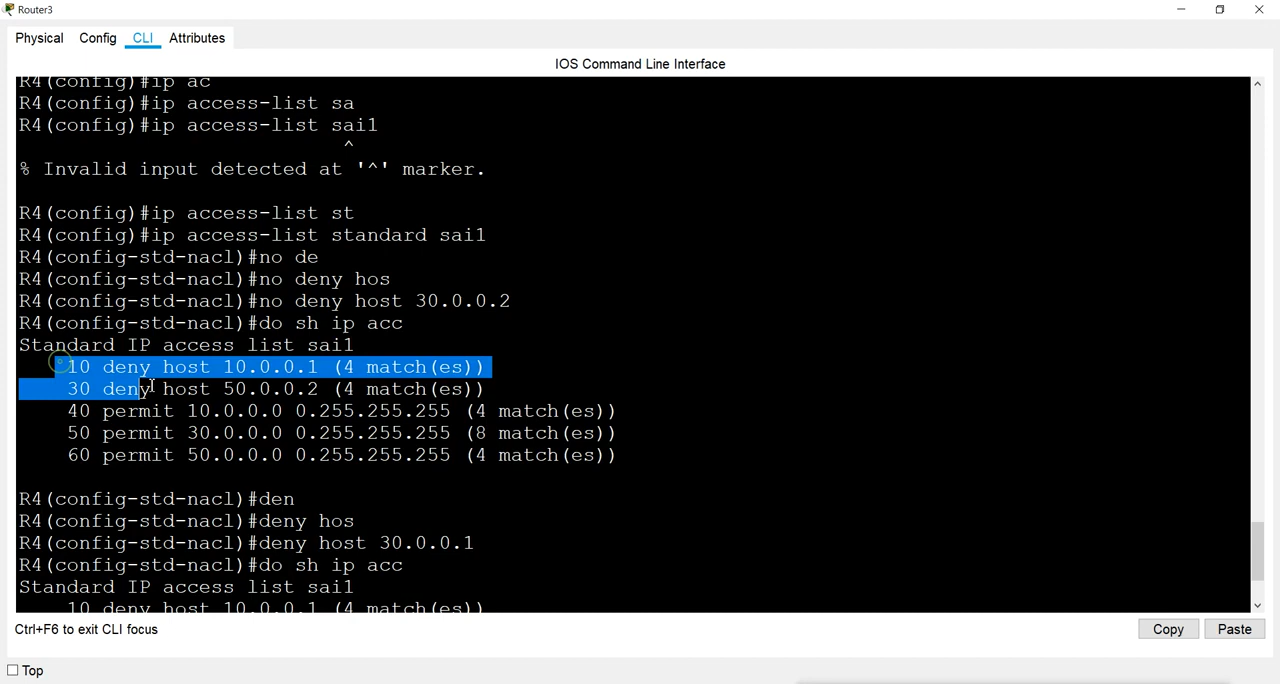 Router3
Physical Config CLI Attributes
IOS Command Line Interface
R4(config)#ip ac
R4(config)#ip access-list sa
R4(config)#ip access-list sai1
^
% Invalid input detected at '^' marker.
R4(config)#ip access-list st
R4(config)#ip access-list standard sai1
R4(config-std-nacl)#no de
R4(config-std-nacl)#no deny hos
R4(config-std-nacl)#no deny host 30.0.0.2
R4(config-std-nacl)#do sh ip acc
Standard IP access list sai1
10 deny host 10.0.0.1 (4 match(es))
30 deny host 50.0.0.2 (4 match(es))
40 permit 10.0.0.0 0.255.255.255 (4 match(es))
50 permit 30.0.0.0 0.255.255.255 (8 match(es))
60 permit 50.0.0.0 0.255.255.255 (4 match(es))
R4(config-std-nacl)#den
R4(config-std-nacl)#deny hos
R4(config-std-nacl)#deny host 30.0.0.1
R4(config-std-nacl)#do sh ip acc
Standard IP access list sai1
10 deny host 10.0.0.1 (4 match(es))
Ctrl+F6 to exit CLI focus
Copy Paste
Top